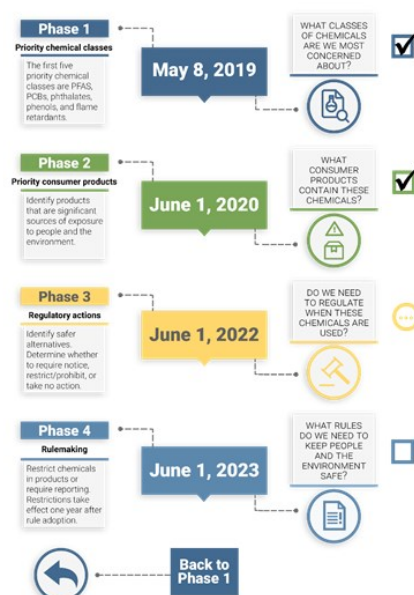 Phase 1
Priority chemical classes
The first five
priority chemical
classes are PFAS,
PCBs, phthalates,
phenols, and flame
retardants.
May 8, 2019
WHAT CLASSES
OF CHEMICALS
ARE WE MOST
CONCERNED
ABOUT?
Phase 2
Priority consumer products
Identify products
that are significant
sources of exposure
to people and the
environment.
June 1, 2020
WHAT
CONSUMER
PRODUCTS
CONTAIN THESE
CHEMICALS?
Phase 3
Regulatory actions
Identify safer
alternatives.
Determine whether
to require notice,
restrict/prohibit, or
take no action.
June 1, 2022
DO WE NEED
TO REGULATE
WHEN THESE
CHEMICALS ARE
USED?
Phase 4
Rulemaking
Restrict chemicals
in products or
require reporting.
Restrictions take
effect one year after
rule adoption.
June 1, 2023
WHAT RULES
DO WE NEED TO
KEEP PEOPLE
AND THE
ENVIRONMENT
SAFE?
Back to
Phase 1